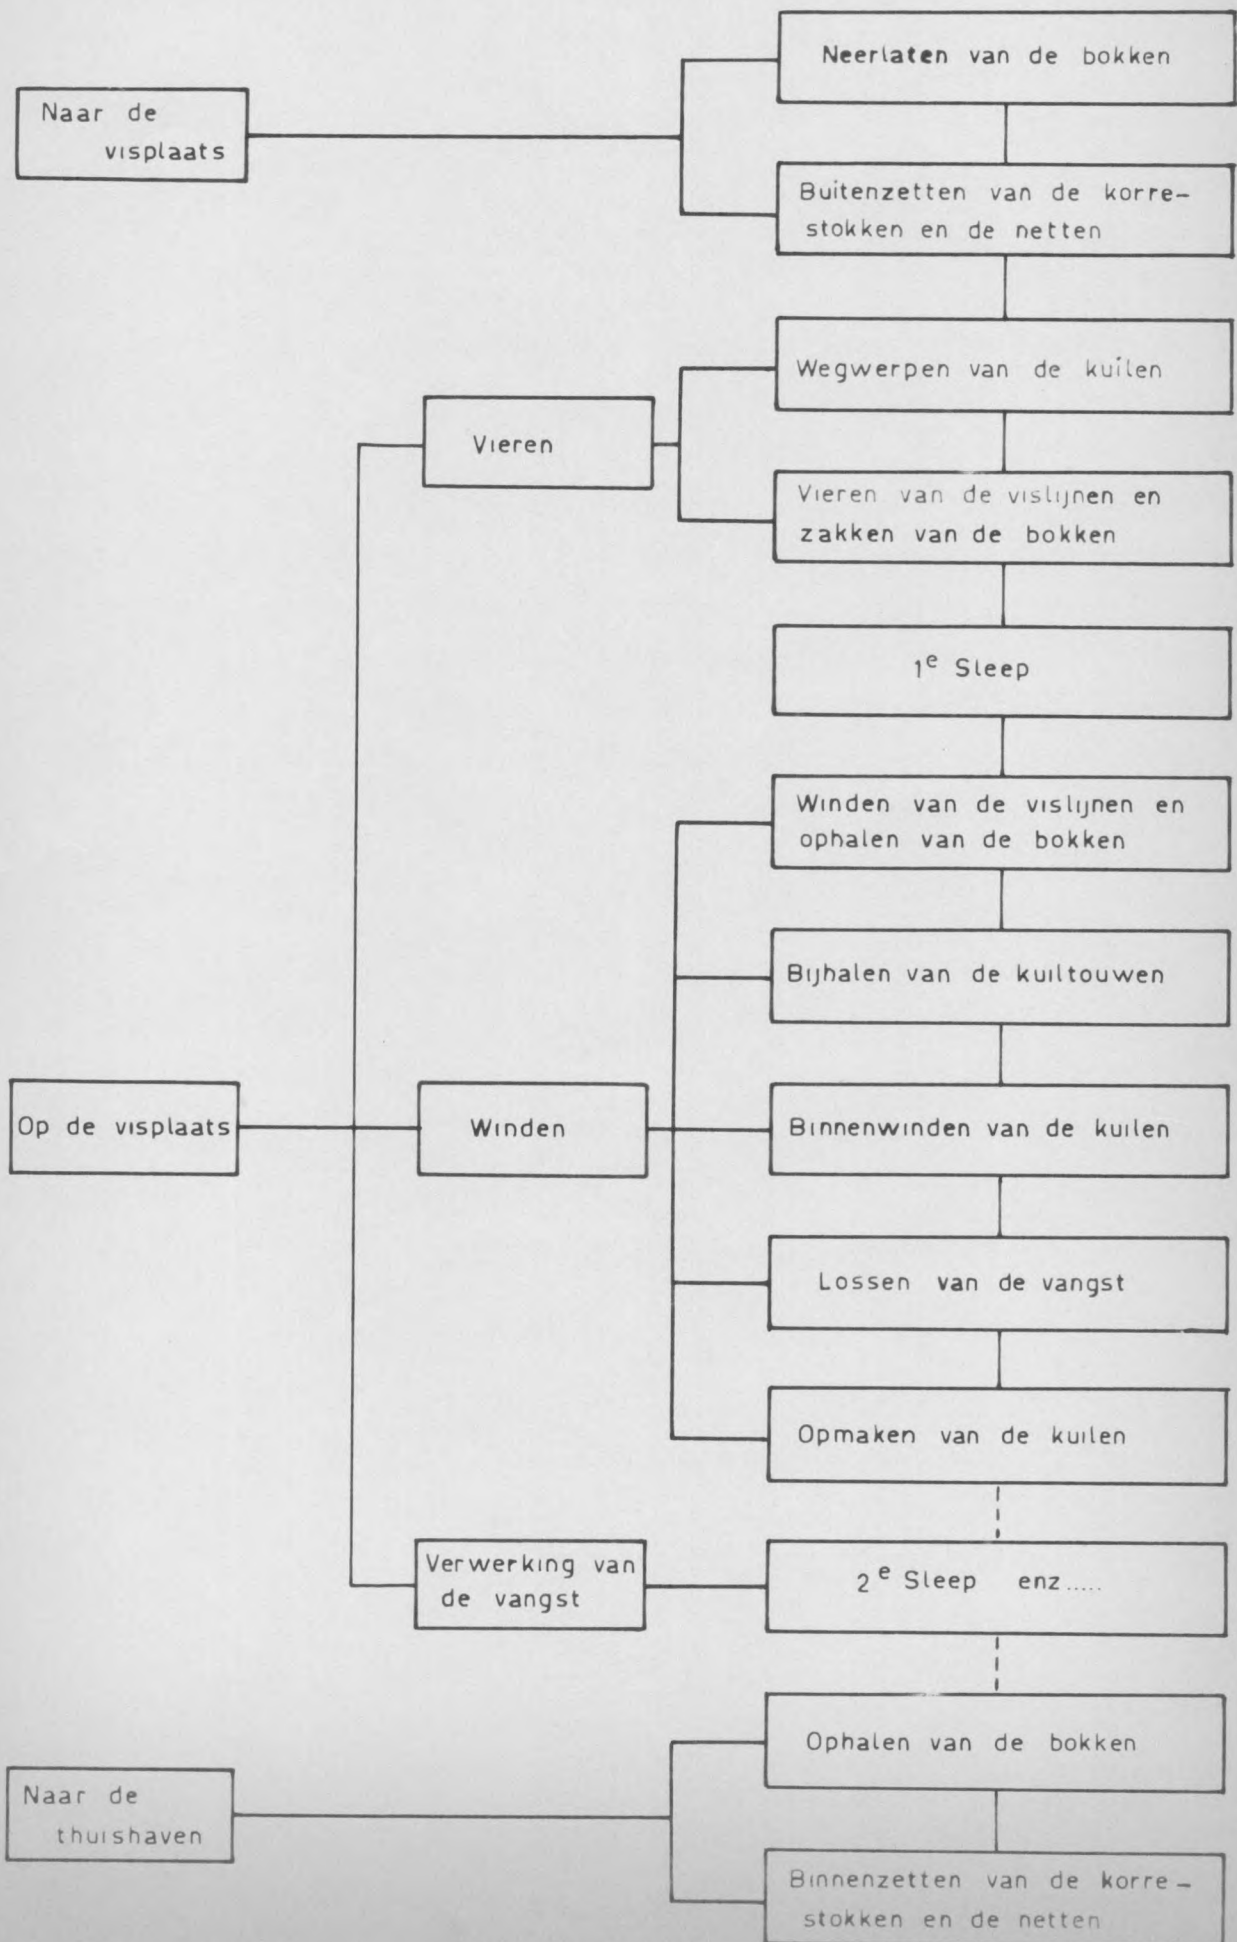 Neerlaten van de bokken
Naar de
visplaats
Buitenzetten van de korre-
stokken en de netten
Wegwerpen van de kuilen
Vieren
Vieren van de vislijnen en
zakken van de bokken
1e Sleep
Winden van de vislijnen en
ophalen van de bokken
Bijhalen van de kuiltouwen
Op de visplaats
Winden
Binnenwinden van de kuilen
Lossen van de vangst
Opmaken van de kuilen
Verwerking van
de vangst
2e Sleep enz.....
Ophalen van de bokken
Naar de
thuishaven
Binnenzetten van de korre-
stokken en de netten